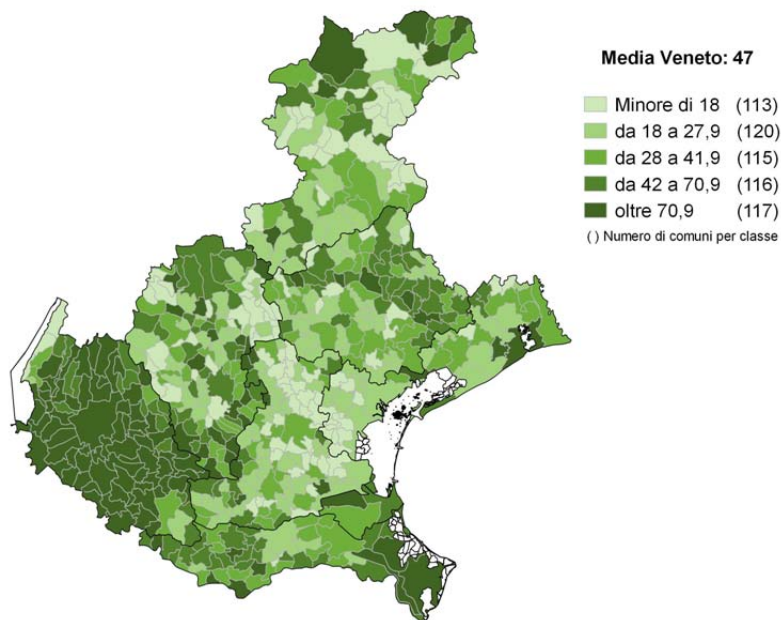 Media Veneto: 47
Minore di 18 (113)
da 18 a 27,9 (120)
da 28 a 41,9 (115)
da 42 a 70,9 (116)
oltre 70,9 (117)
( ) Numero di comuni per classe